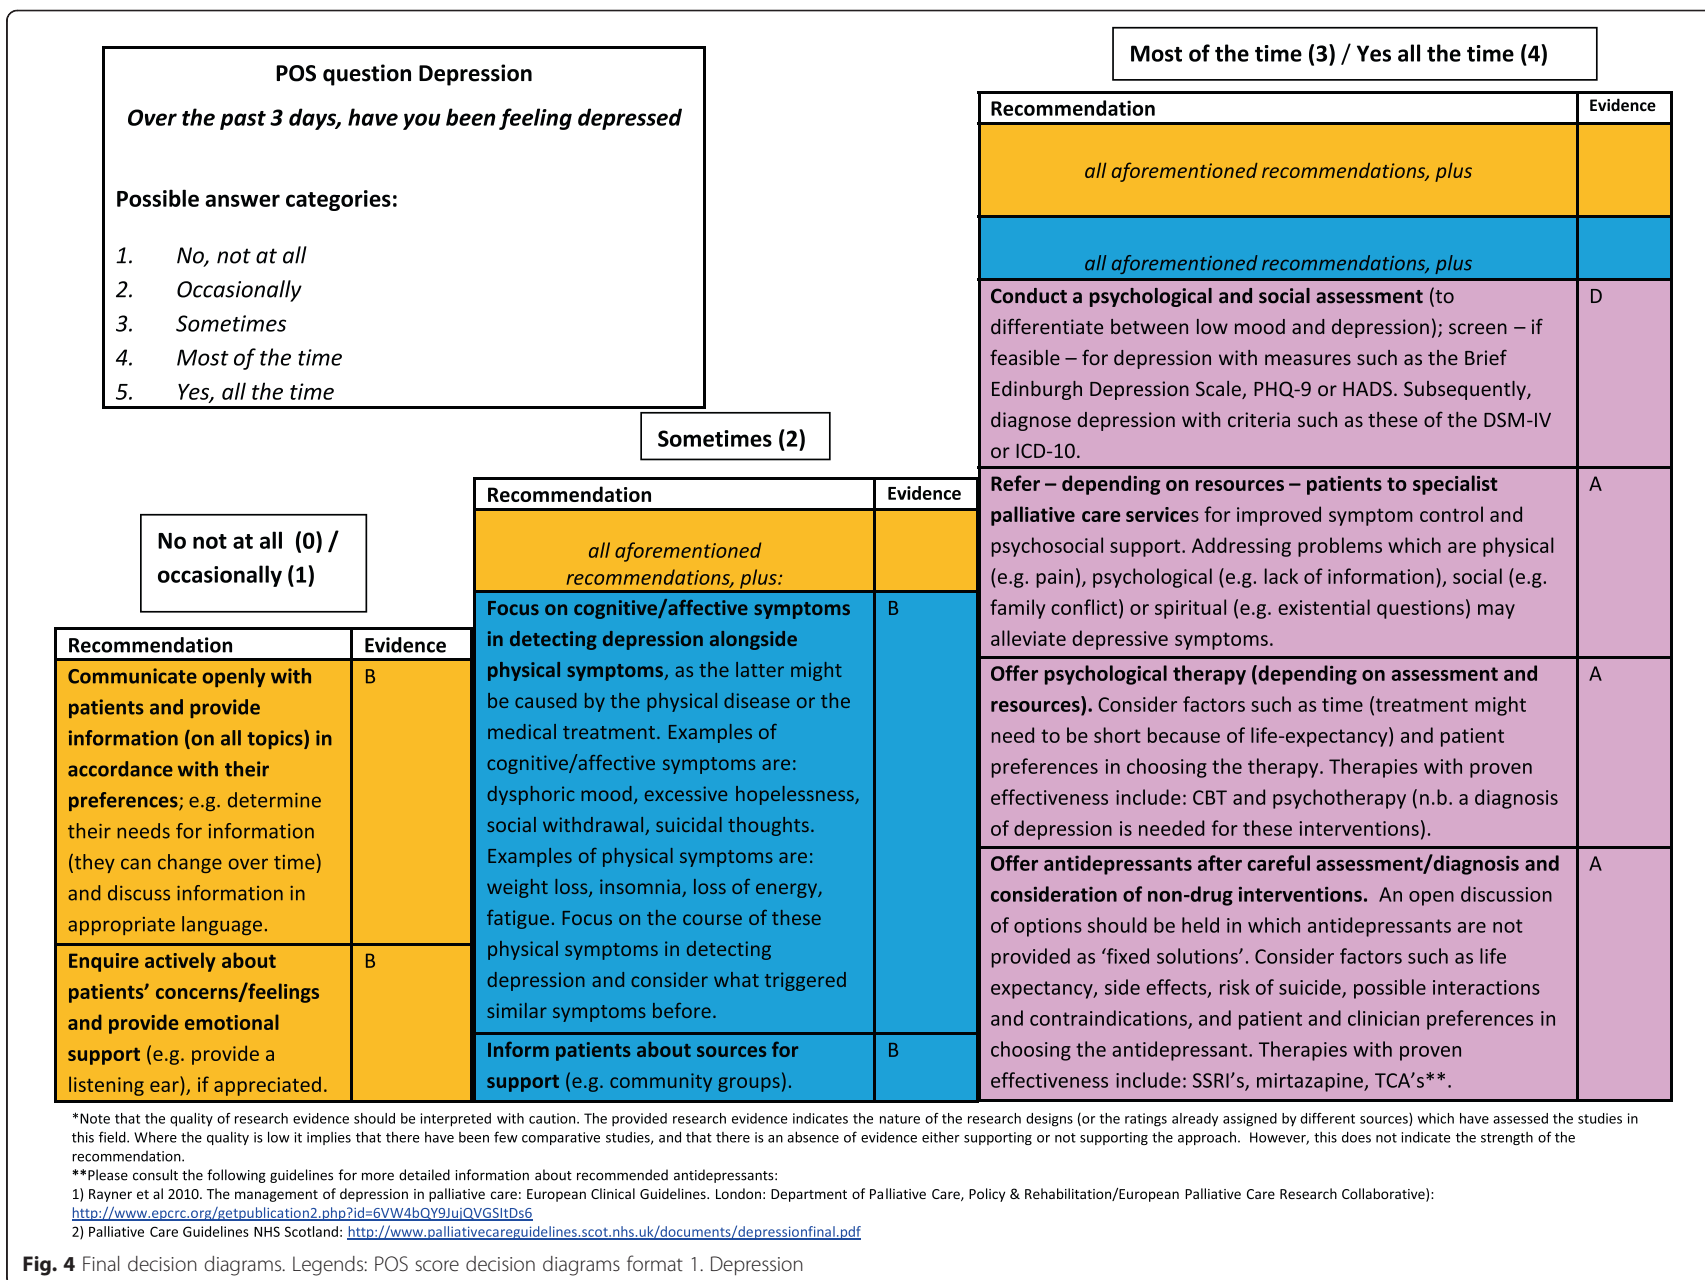 POS question Depression
Over the past 3 days, have you been feeling depressed
Possible answer categories:
1. No, not at all
2. Occasionally
3. Sometimes
4. Most of the time
5. Yes, all the time
No not at all (0) /
occasionally (1)
Recommendation Evidence
Communicate openly with B
patients and provide
information (on all topics) in
accordance with their
preferences; e.g. determine
their needs for information
(they can change over time)
and discuss information in
appropriate language.
Enquire actively about B
patients’ concerns/feelings
and provide emotional
support (e.g. provide a
listening ear), if appreciated.
Sometimes (2)
Recommendation Evidence
all aforementioned
recommendations, plus:
Focus on cognitive/affective symptoms B
in detecting depression alongside
physical symptoms, as the latter might
be caused by the physical disease or the
medical treatment. Examples of
cognitive/affective symptoms are:
dysphoric mood, excessive hopelessness,
social withdrawal, suicidal thoughts.
Examples of physical symptoms are:
weight loss, insomnia, loss of energy,
fatigue. Focus on the course of these
physical symptoms in detecting
depression and consider what triggered
similar symptoms before.
Inform patients about sources for B
support (e.g. community groups).
Most of the time (3) / Yes all the time (4)
Recommendation Evidence
all aforementioned recommendations, plus
all aforementioned recommendations, plus
Conduct a psychological and social assessment (to D
differentiate between low mood and depression); screen – if
feasible – for depression with measures such as the Brief
Edinburgh Depression Scale, PHQ-9 or HADS. Subsequently,
diagnose depression with criteria such as these of the DSM-IV
or ICD-10.
Refer – depending on resources – patients to specialist A
palliative care services for improved symptom control and
psychosocial support. Addressing problems which are physical
(e.g. pain), psychological (e.g. lack of information), social (e.g.
family conflict) or spiritual (e.g. existential questions) may
alleviate depressive symptoms.
Offer psychological therapy (depending on assessment and A
resources). Consider factors such as time (treatment might
need to be short because of life-expectancy) and patient
preferences in choosing the therapy. Therapies with proven
effectiveness include: CBT and psychotherapy (n.b. a diagnosis
of depression is needed for these interventions).
Offer antidepressants after careful assessment/diagnosis and A
consideration of non-drug interventions. An open discussion
of options should be held in which antidepressants are not
provided as ‘fixed solutions’. Consider factors such as life
expectancy, side effects, risk of suicide, possible interactions
and contraindications, and patient and clinician preferences in
choosing the antidepressant. Therapies with proven
effectiveness include: SSRI’s, mirtazapine, TCA’s**.
*Note that the quality of research evidence should be interpreted with caution. The provided research evidence indicates the nature of the research designs (or the ratings already assigned by different sources) which have assessed the studies in
this field. Where the quality is low it implies that there have been few comparative studies, and that there is an absence of evidence either supporting or not supporting the approach. However, this does not indicate the strength of the
recommendation.
**Please consult the following guidelines for more detailed information about recommended antidepressants:
1) Rayner et al 2010. The management of depression in palliative care: European Clinical Guidelines. London: Department of Palliative Care, Policy & Rehabilitation/European Palliative Care Research Collaborative):
http://www.epcrc.org/getpublication2.php?id=6VW4bQY9JujQVGSItDs6
2) Palliative Care Guidelines NHS Scotland: http://www.palliativecareguidelines.scot.nhs.uk/documents/depressionfinal.pdf
Fig. 4 Final decision diagrams. Legends: POS score decision diagrams format 1. Depression